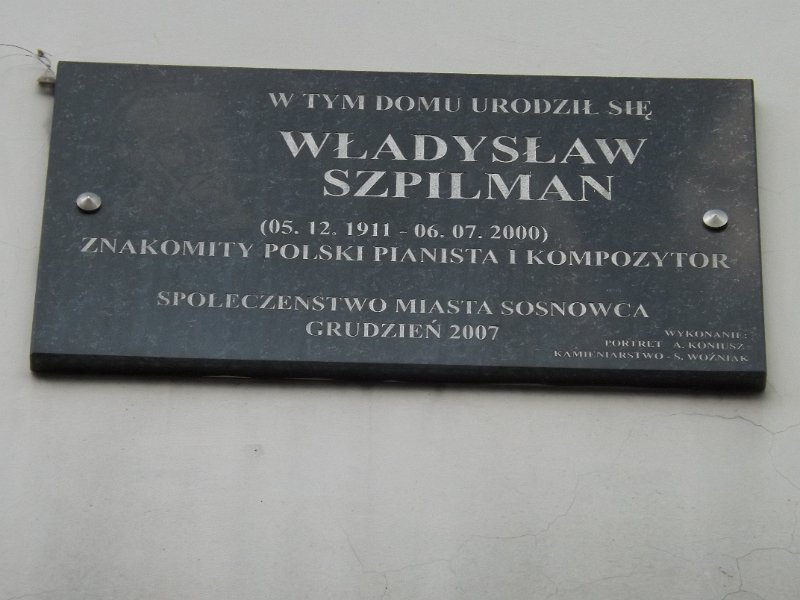 W TYM DOMU URODZIŁ SIĘ
WŁADYSŁAW
SZPILMAN
(05. 12. 1911 - 06. 07. 2000)
ZNAKOMITY POLSKI PIANISTA I KOMPOZYTOR
SPOŁECZEŃSTWO MIASTA SOSNOWCA
GRUDZIEŃ 2007
WYKONANIE:
PORTRET A. KONIUSZ
KAMIENIARSTWO - S. WOŹNIAK